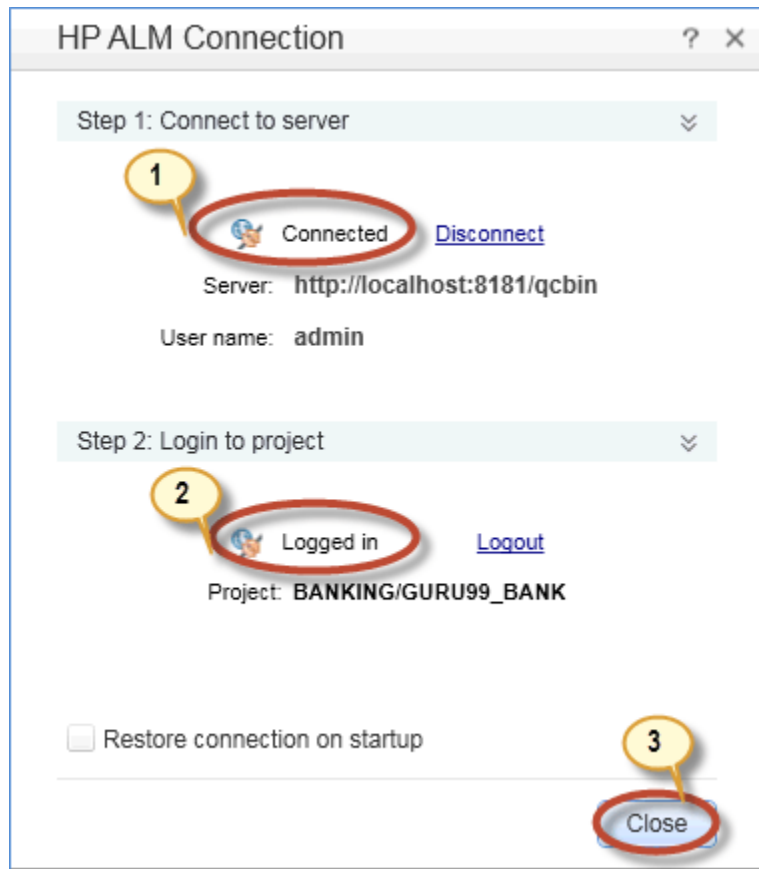 HP ALM Connection ? ×
Step 1: Connect to server
1
Connected Disconnect
Server: http://localhost:8181/qcbin
User name: admin
Step 2: Login to project
2
Logged in Logout
Project: BANKING/GURU99_BANK
Restore connection on startup
3
Close